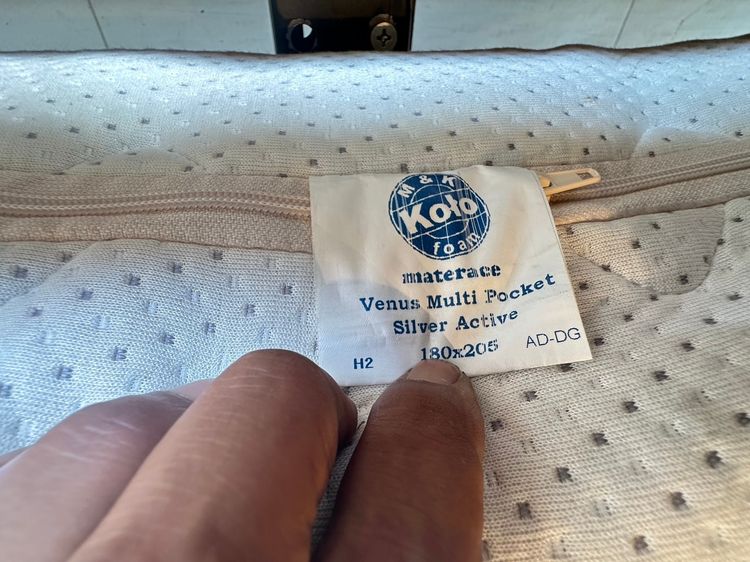 M & K
Koło
foam
materace
Venus Multi Pocket
Silver Active
H2 180x205 AD-DG